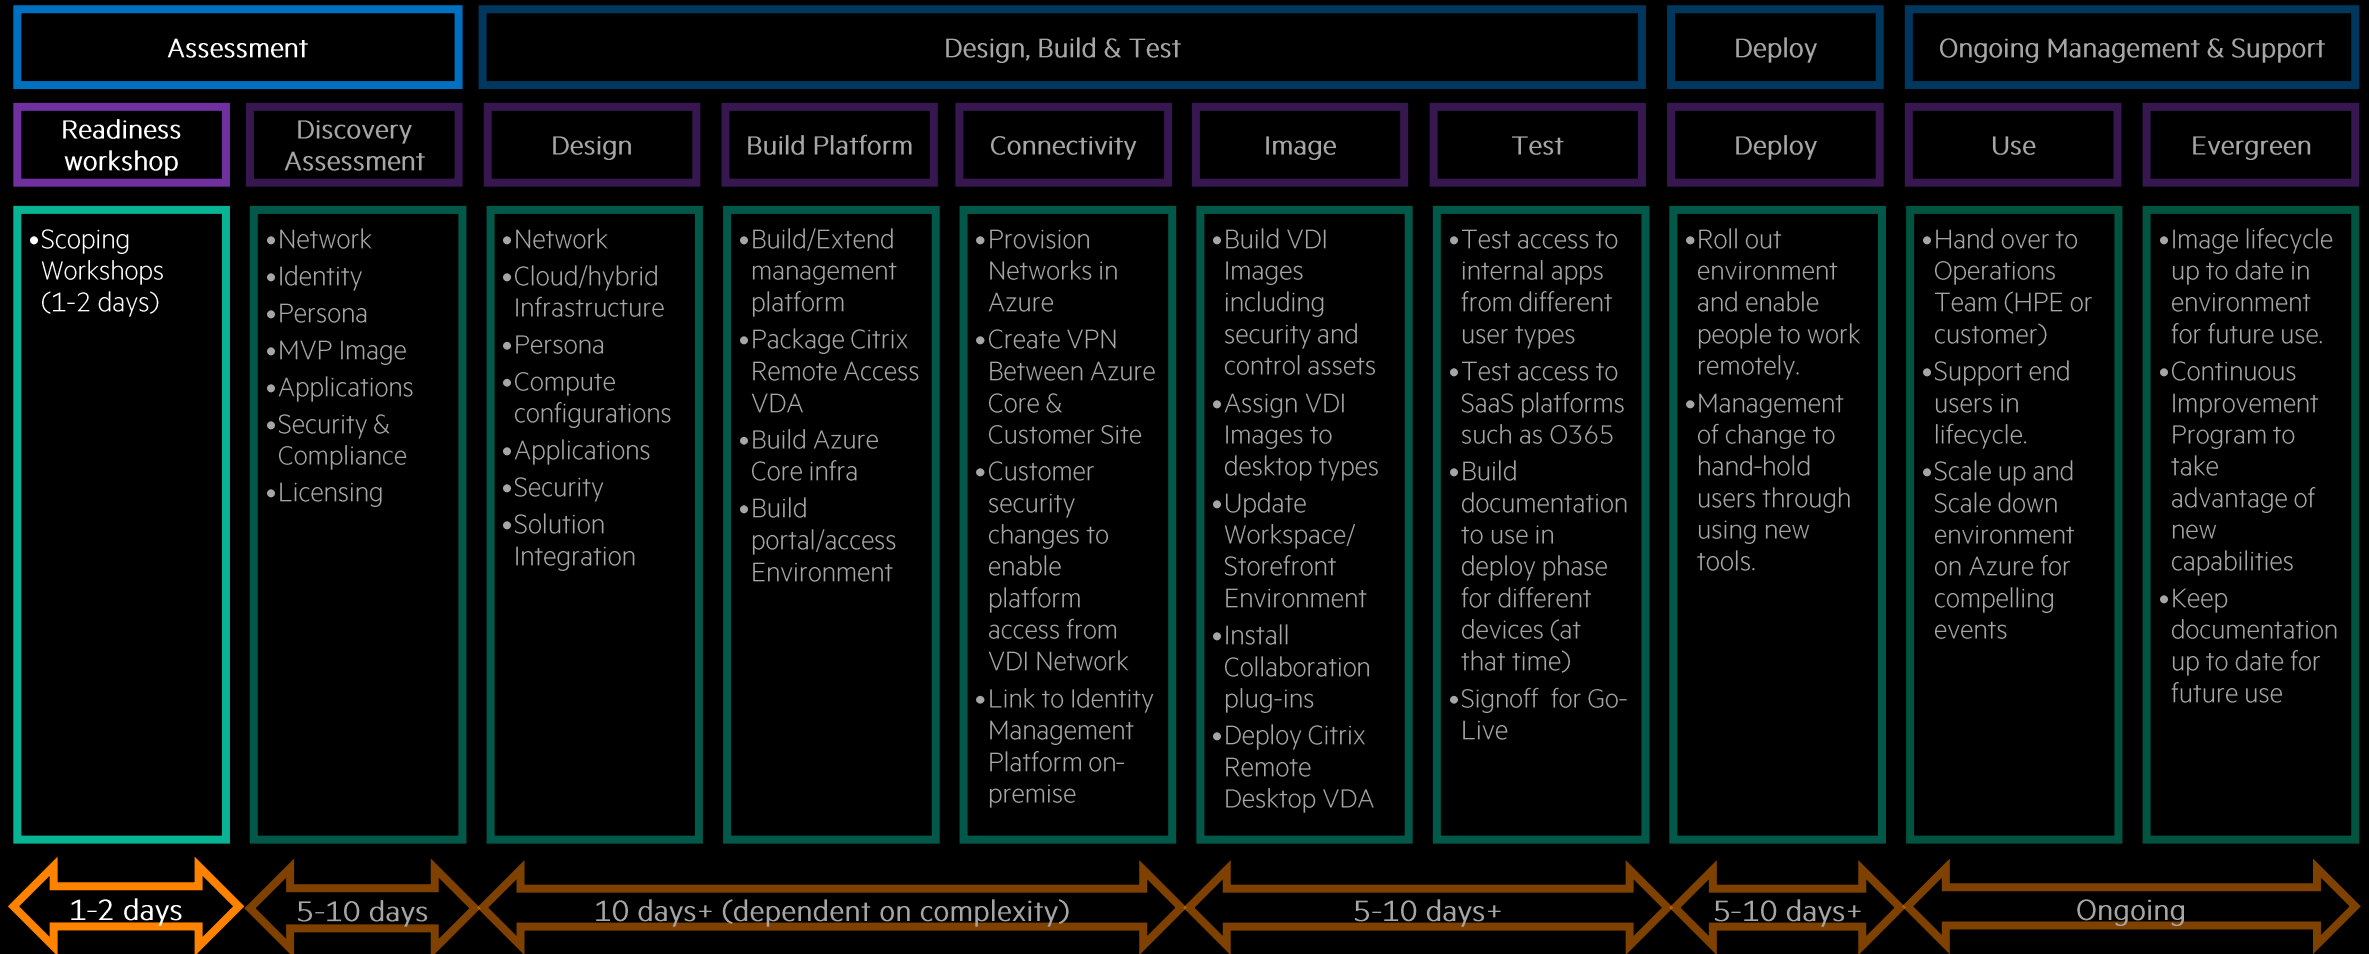 Assessment
Design, Build & Test
Deploy
Ongoing Management & Support
Readiness
workshop
Discovery
Assessment
Design
Build Platform
Connectivity
Image
Test
Deploy
Use
Evergreen
•Scoping
Workshops
(1-2 days)
•Network
•Identity
•Persona
•MVP Image
•Applications
•Security &
Compliance
•Licensing
•Network
•Cloud/hybrid
Infrastructure
•Persona
•Compute
configurations
•Applications
•Security
•Solution
Integration
•Build/Extend
management
platform
•Package Citrix
Remote Access
VDA
•Build Azure
Core infra
•Build
portal/access
Environment
•Provision
Networks in
Azure
•Create VPN
Between Azure
Core &
Customer Site
•Customer
security
changes to
enable
platform
access from
VDI Network
•Link to Identity
Management
Platform on-
premise
•Build VDI
Images
including
security and
control assets
•Assign VDI
Images to
desktop types
•Update
Workspace/
Storefront
Environment
•Install
Collaboration
plug-ins
•Deploy Citrix
Remote
Desktop VDA
•Test access to
internal apps
from different
user types
•Test access to
SaaS platforms
such as O365
•Build
documentation
to use in
deploy phase
for different
devices (at
that time)
•Signoff  for Go-
Live
•Roll out
environment
and enable
people to work
remotely.
•Management
of change to
hand-hold
users through
using new
tools.
•Hand over to
Operations
Team (HPE or
customer)
•Support end
users in
lifecycle.
•Scale up and
Scale down
environment
on Azure for
compelling
events
•Image lifecycle
up to date in
environment
for future use.
•Continuous
Improvement
Program to
take
advantage of
new
capabilities
•Keep
documentation
up to date for
future use
1-2 days
5-10 days
10 days+ (dependent on complexity)
5-10 days+
5-10 days+
Ongoing